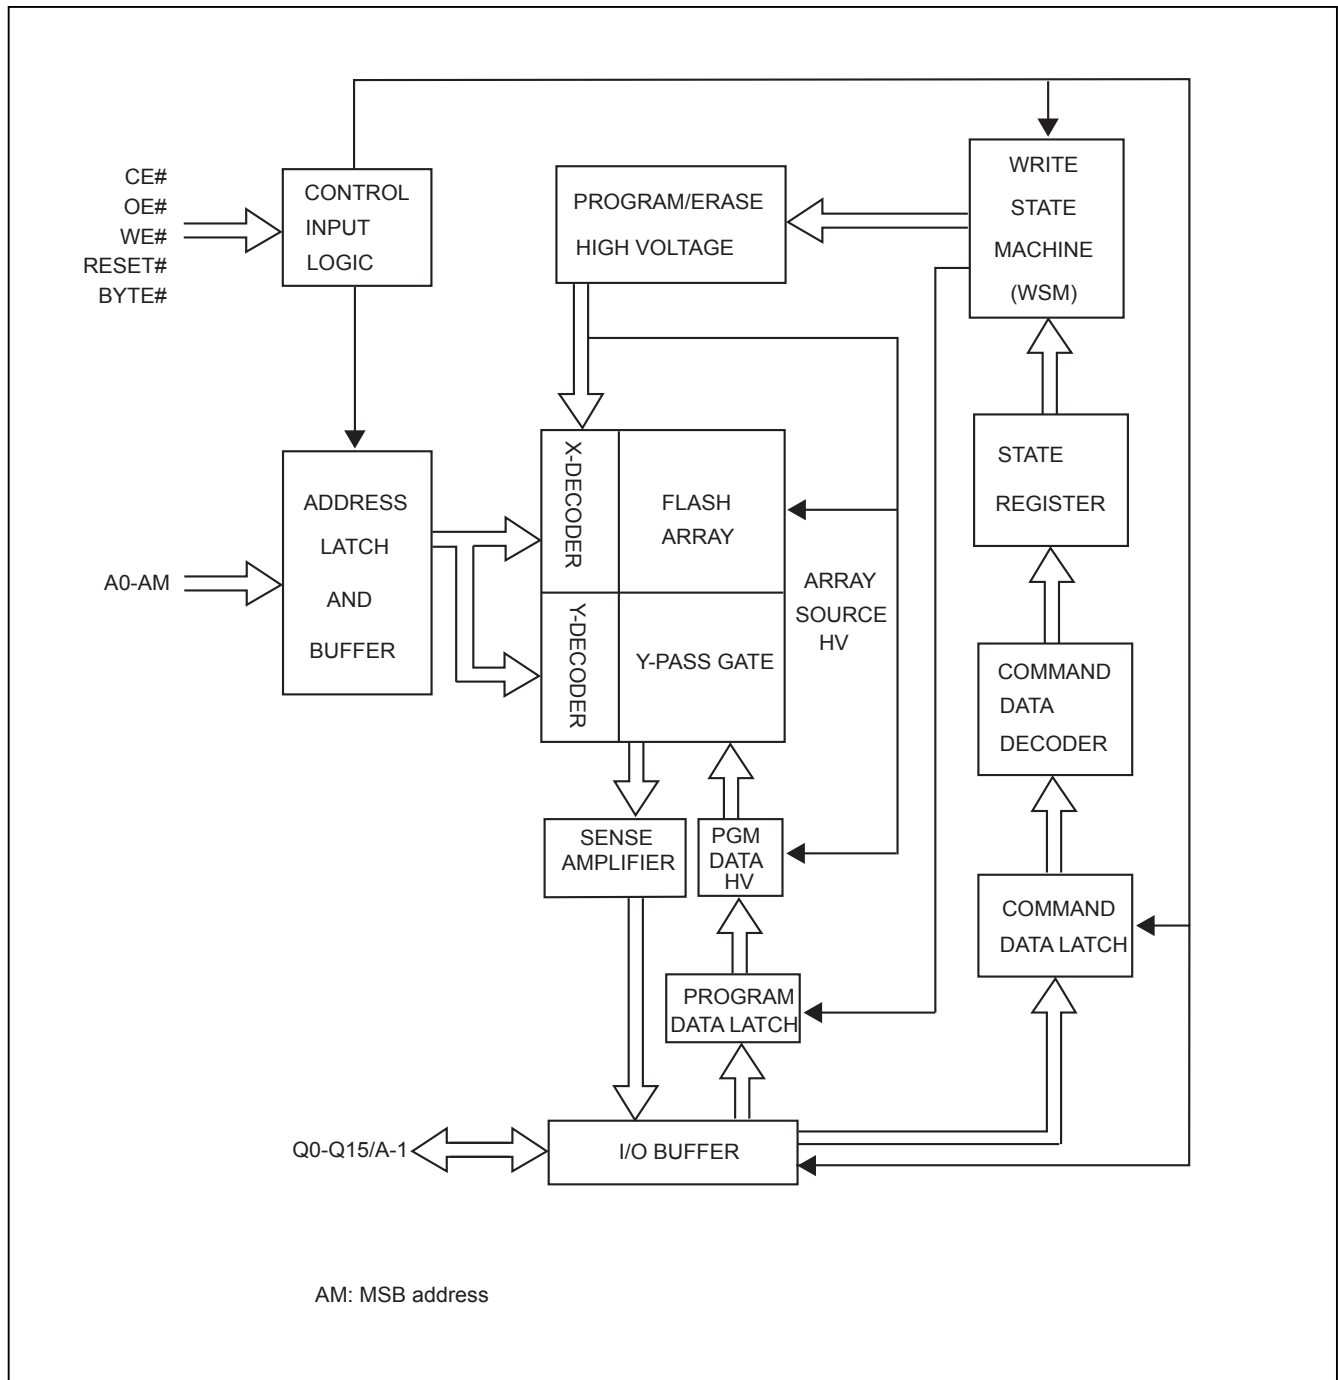 CE#
OE#
WE#
RESET#
BYTE#
CONTROL
INPUT
LOGIC
PROGRAM/ERASE
HIGH VOLTAGE
WRITE
STATE
MACHINE
(WSM)
STATE
REGISTER
A0-AM
ADDRESS
LATCH
AND
BUFFER
X-DECODER
FLASH
ARRAY
Y-DECODER
Y-PASS GATE
ARRAY
SOURCE
HV
COMMAND
DATA
DECODER
SENSE
AMPLIFIER
PGM
DATA
HV
COMMAND
DATA LATCH
PROGRAM
DATA LATCH
Q0-Q15/A-1
I/O BUFFER
AM: MSB address